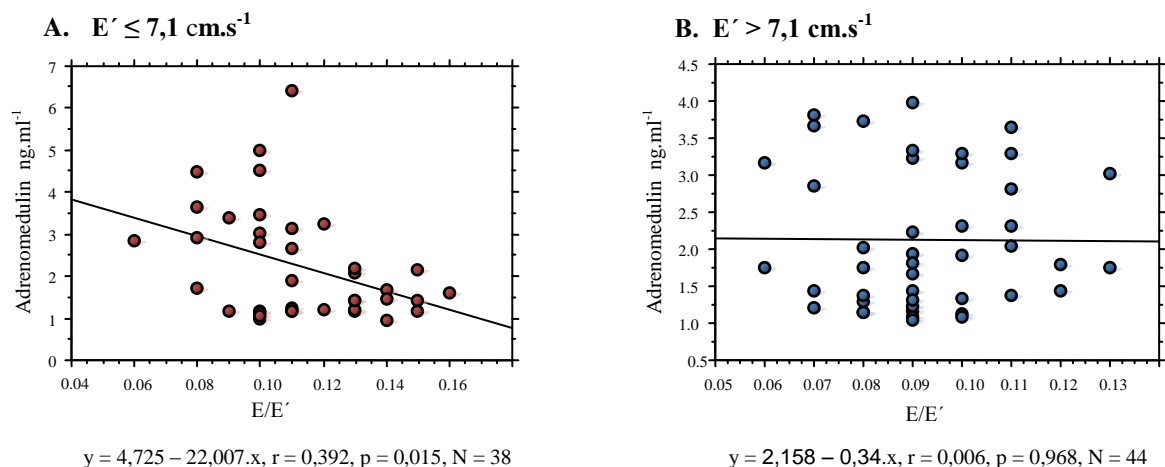 A. E´ ≤ 7,1 cm.s-1
7
6
5
4
3
2
1
0
Adrenomedulin ng.ml-1
0.04 0.06 0.08 0.10 0.12 0.14 0.16
E/E´
y = 4,725 – 22,007.x, r = 0,392, p = 0,015, N = 38
B. E´ > 7,1 cm.s-1
4.5
4.0
3.5
3.0
2.5
2.0
1.5
1.0
0.5
Adrenomedulin ng.ml-1
0.05 0.06 0.07 0.08 0.09 0.10 0.11 0.12 0.13
E/E´
y = 2,158 – 0,34.x, r = 0,006, p = 0,968, N = 44